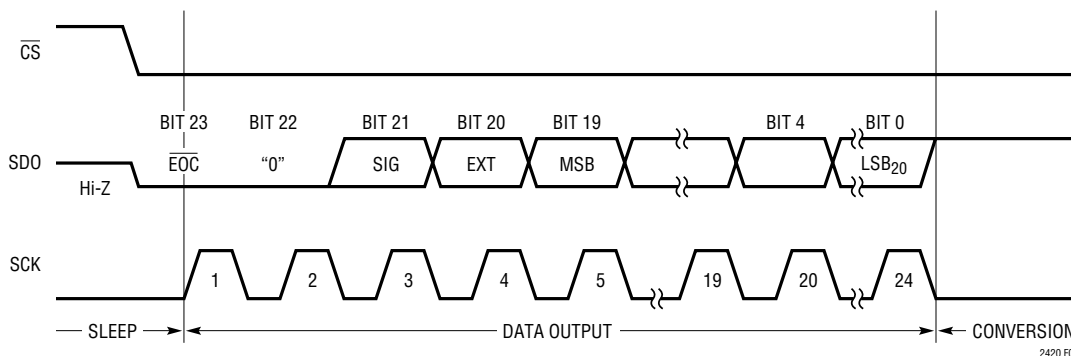 CS
BIT 23 BIT 22 BIT 21 BIT 20 BIT 19 BIT 4 BIT 0
SDO EOC “0” SIG EXT MSB LSB20
Hi-Z
SCK
1 2 3 4 5 19 20 24
SLEEP DATA OUTPUT CONVERSION